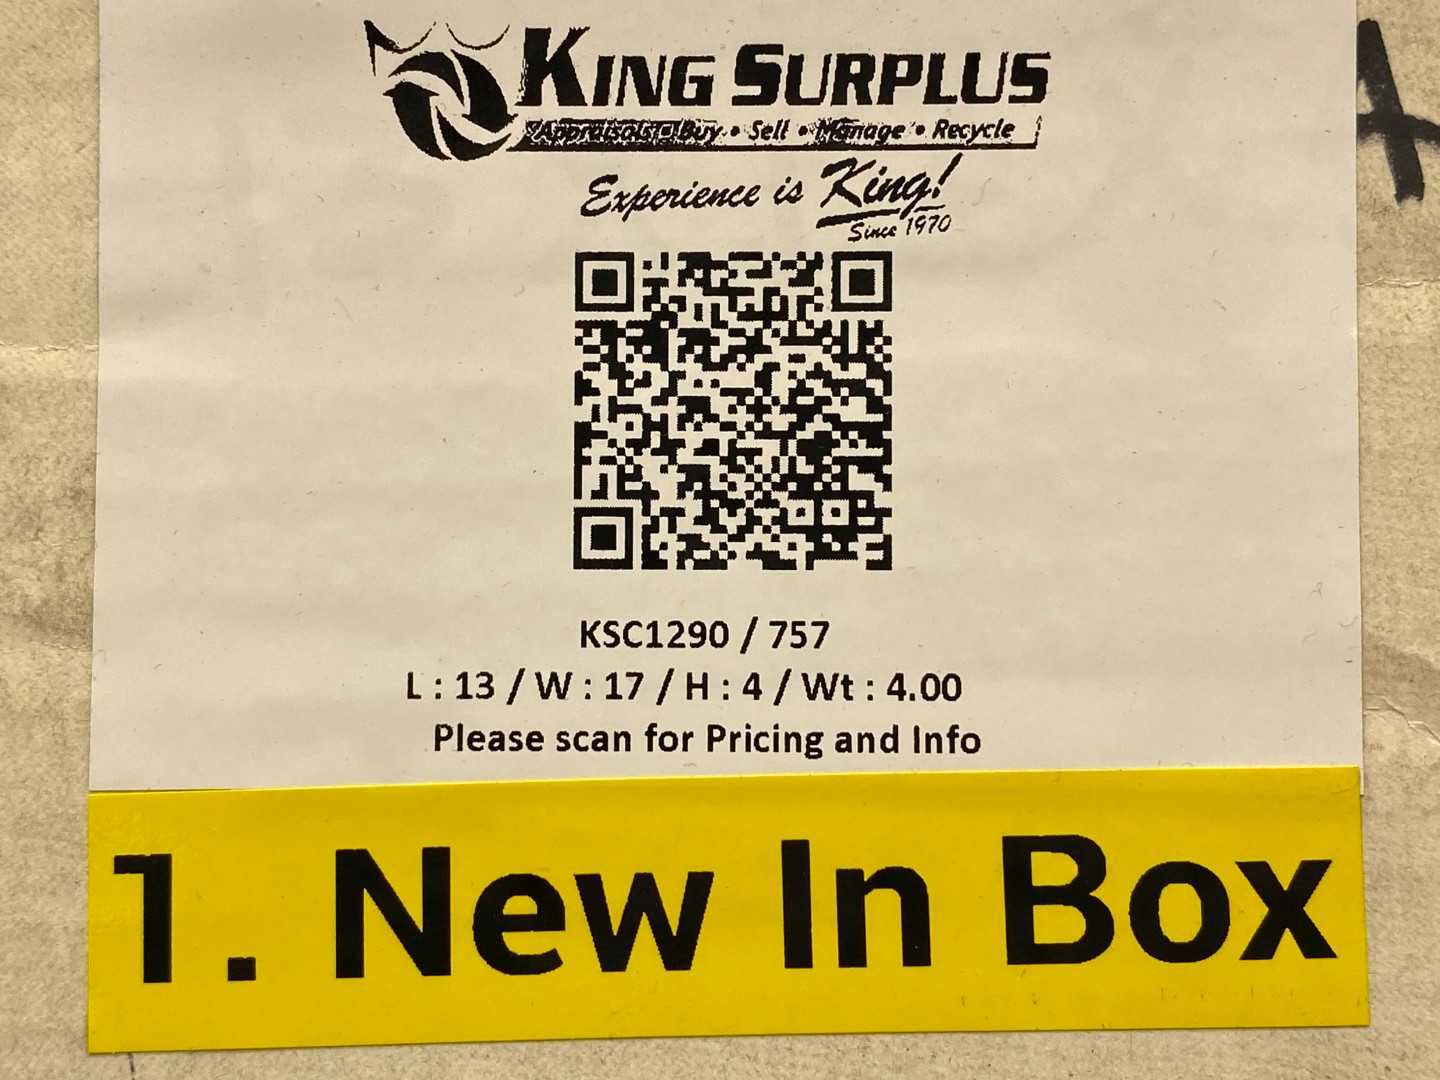 KING SURPLUS
Appraisals • Buy • Sell • Manage • Recycle
Experience is King!
Since 1970
KSC1290 / 757
L : 13 / W : 17 / H : 4 / Wt : 4.00
Please scan for Pricing and Info
1. New In Box